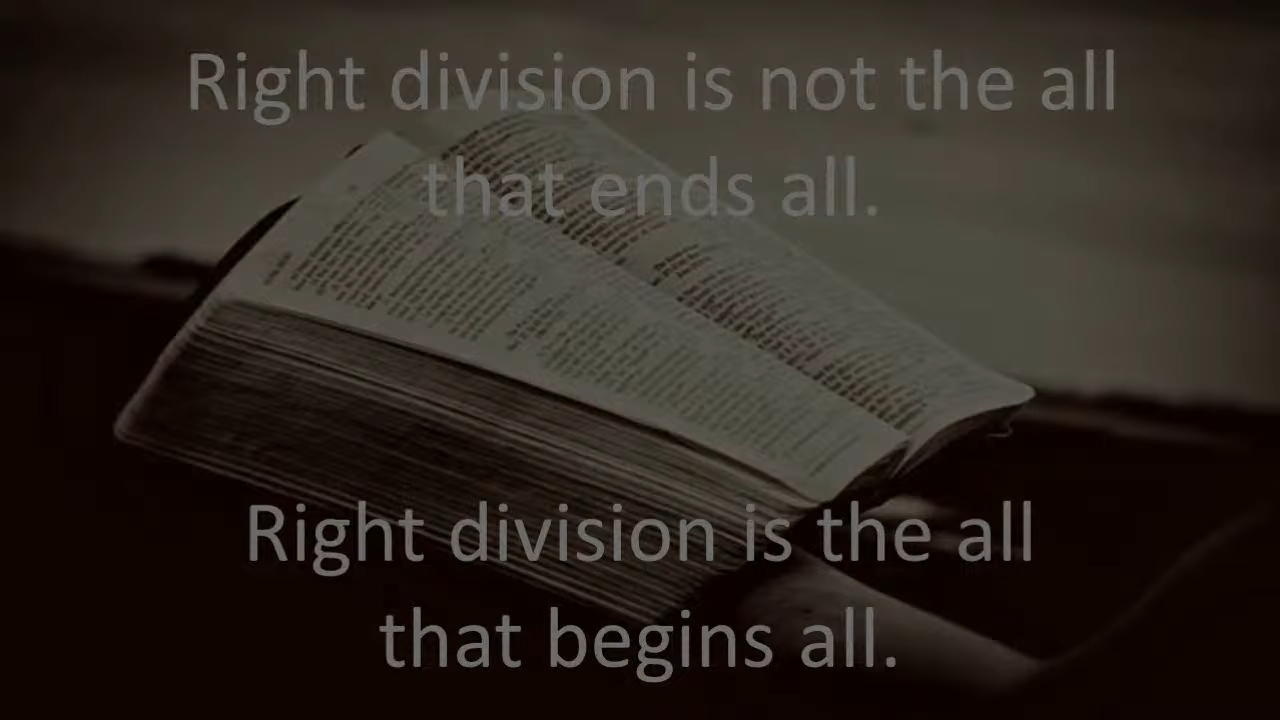 Right division is not the all
that ends all.
Right division is the all
that begins all.